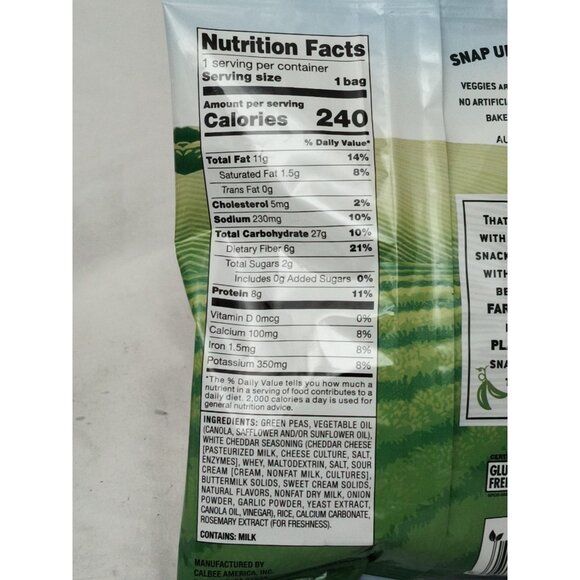 Nutrition Facts
1 serving per container
Serving size 1 bag
Amount per serving
Calories 240
% Daily Value*
Total Fat 11g 14%
Saturated Fat 1.5g 8%
Trans Fat 0g
Cholesterol 5mg 2%
Sodium 230mg 10%
Total Carbohydrate 27g 10%
Dietary Fiber 6g 21%
Total Sugars 2g
Includes 0g Added Sugars 0%
Protein 8g 11%
Vitamin D 0mcg 0%
Calcium 100mg 8%
Iron 1.5mg 8%
Potassium 350mg 8%
*The % Daily Value tells you how much a
nutrient in a serving of food contributes to a
daily diet. 2,000 calories a day is used for
general nutrition advice.
INGREDIENTS: GREEN PEAS, VEGETABLE OIL
(CANOLA, SAFFLOWER AND/OR SUNFLOWER OIL),
WHITE CHEDDAR SEASONING (CHEDDAR CHEESE
[PASTEURIZED MILK, CHEESE CULTURE, SALT,
ENZYMES], WHEY, MALTODEXTRIN, SALT, SOUR
CREAM [CREAM, NONFAT MILK, CULTURES],
BUTTERMILK SOLIDS, SWEET CREAM SOLIDS,
NATURAL FLAVORS, NONFAT DRY MILK, ONION
POWDER, GARLIC POWDER, YEAST EXTRACT,
CANOLA OIL, VINEGAR), RICE, CALCIUM CARBONATE,
ROSEMARY EXTRACT (FOR FRESHNESS).
CONTAINS: MILK
MANUFACTURED BY
CALBEE AMERICA, INC.
SNAP
VEGGIES
NO
THAT
WITH
SNACK
WITH
FAR
PL
SNA
GLU
FREE